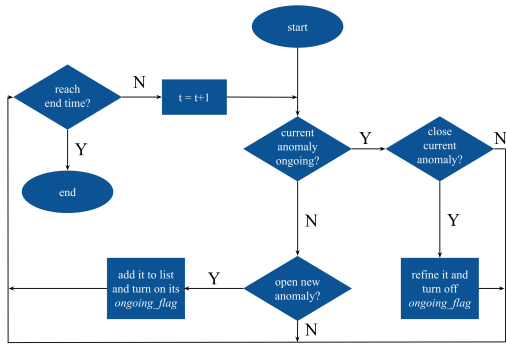 start
reach
end time?
N
t = t+1
current
anomaly
ongoing?
Y
close
current
anomaly?
N
Y
end
N
Y
add it to list
and turn on its
ongoing_flag
Y
open new
anomaly?
N
refine it and
turn off
ongoing_flag